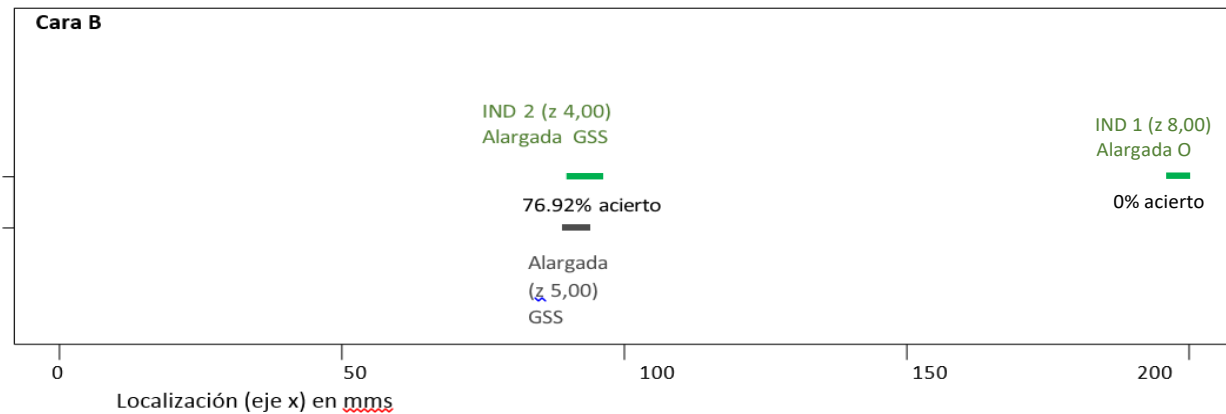 Cara B
IND 2 (z 4,00)
Alargada GSS
IND 1 (z 8,00)
Alargada O
76.92% acierto
0% acierto
Alargada
(z 5,00)
GSS
0
50
100
150
200
Localización (eje x) en mms